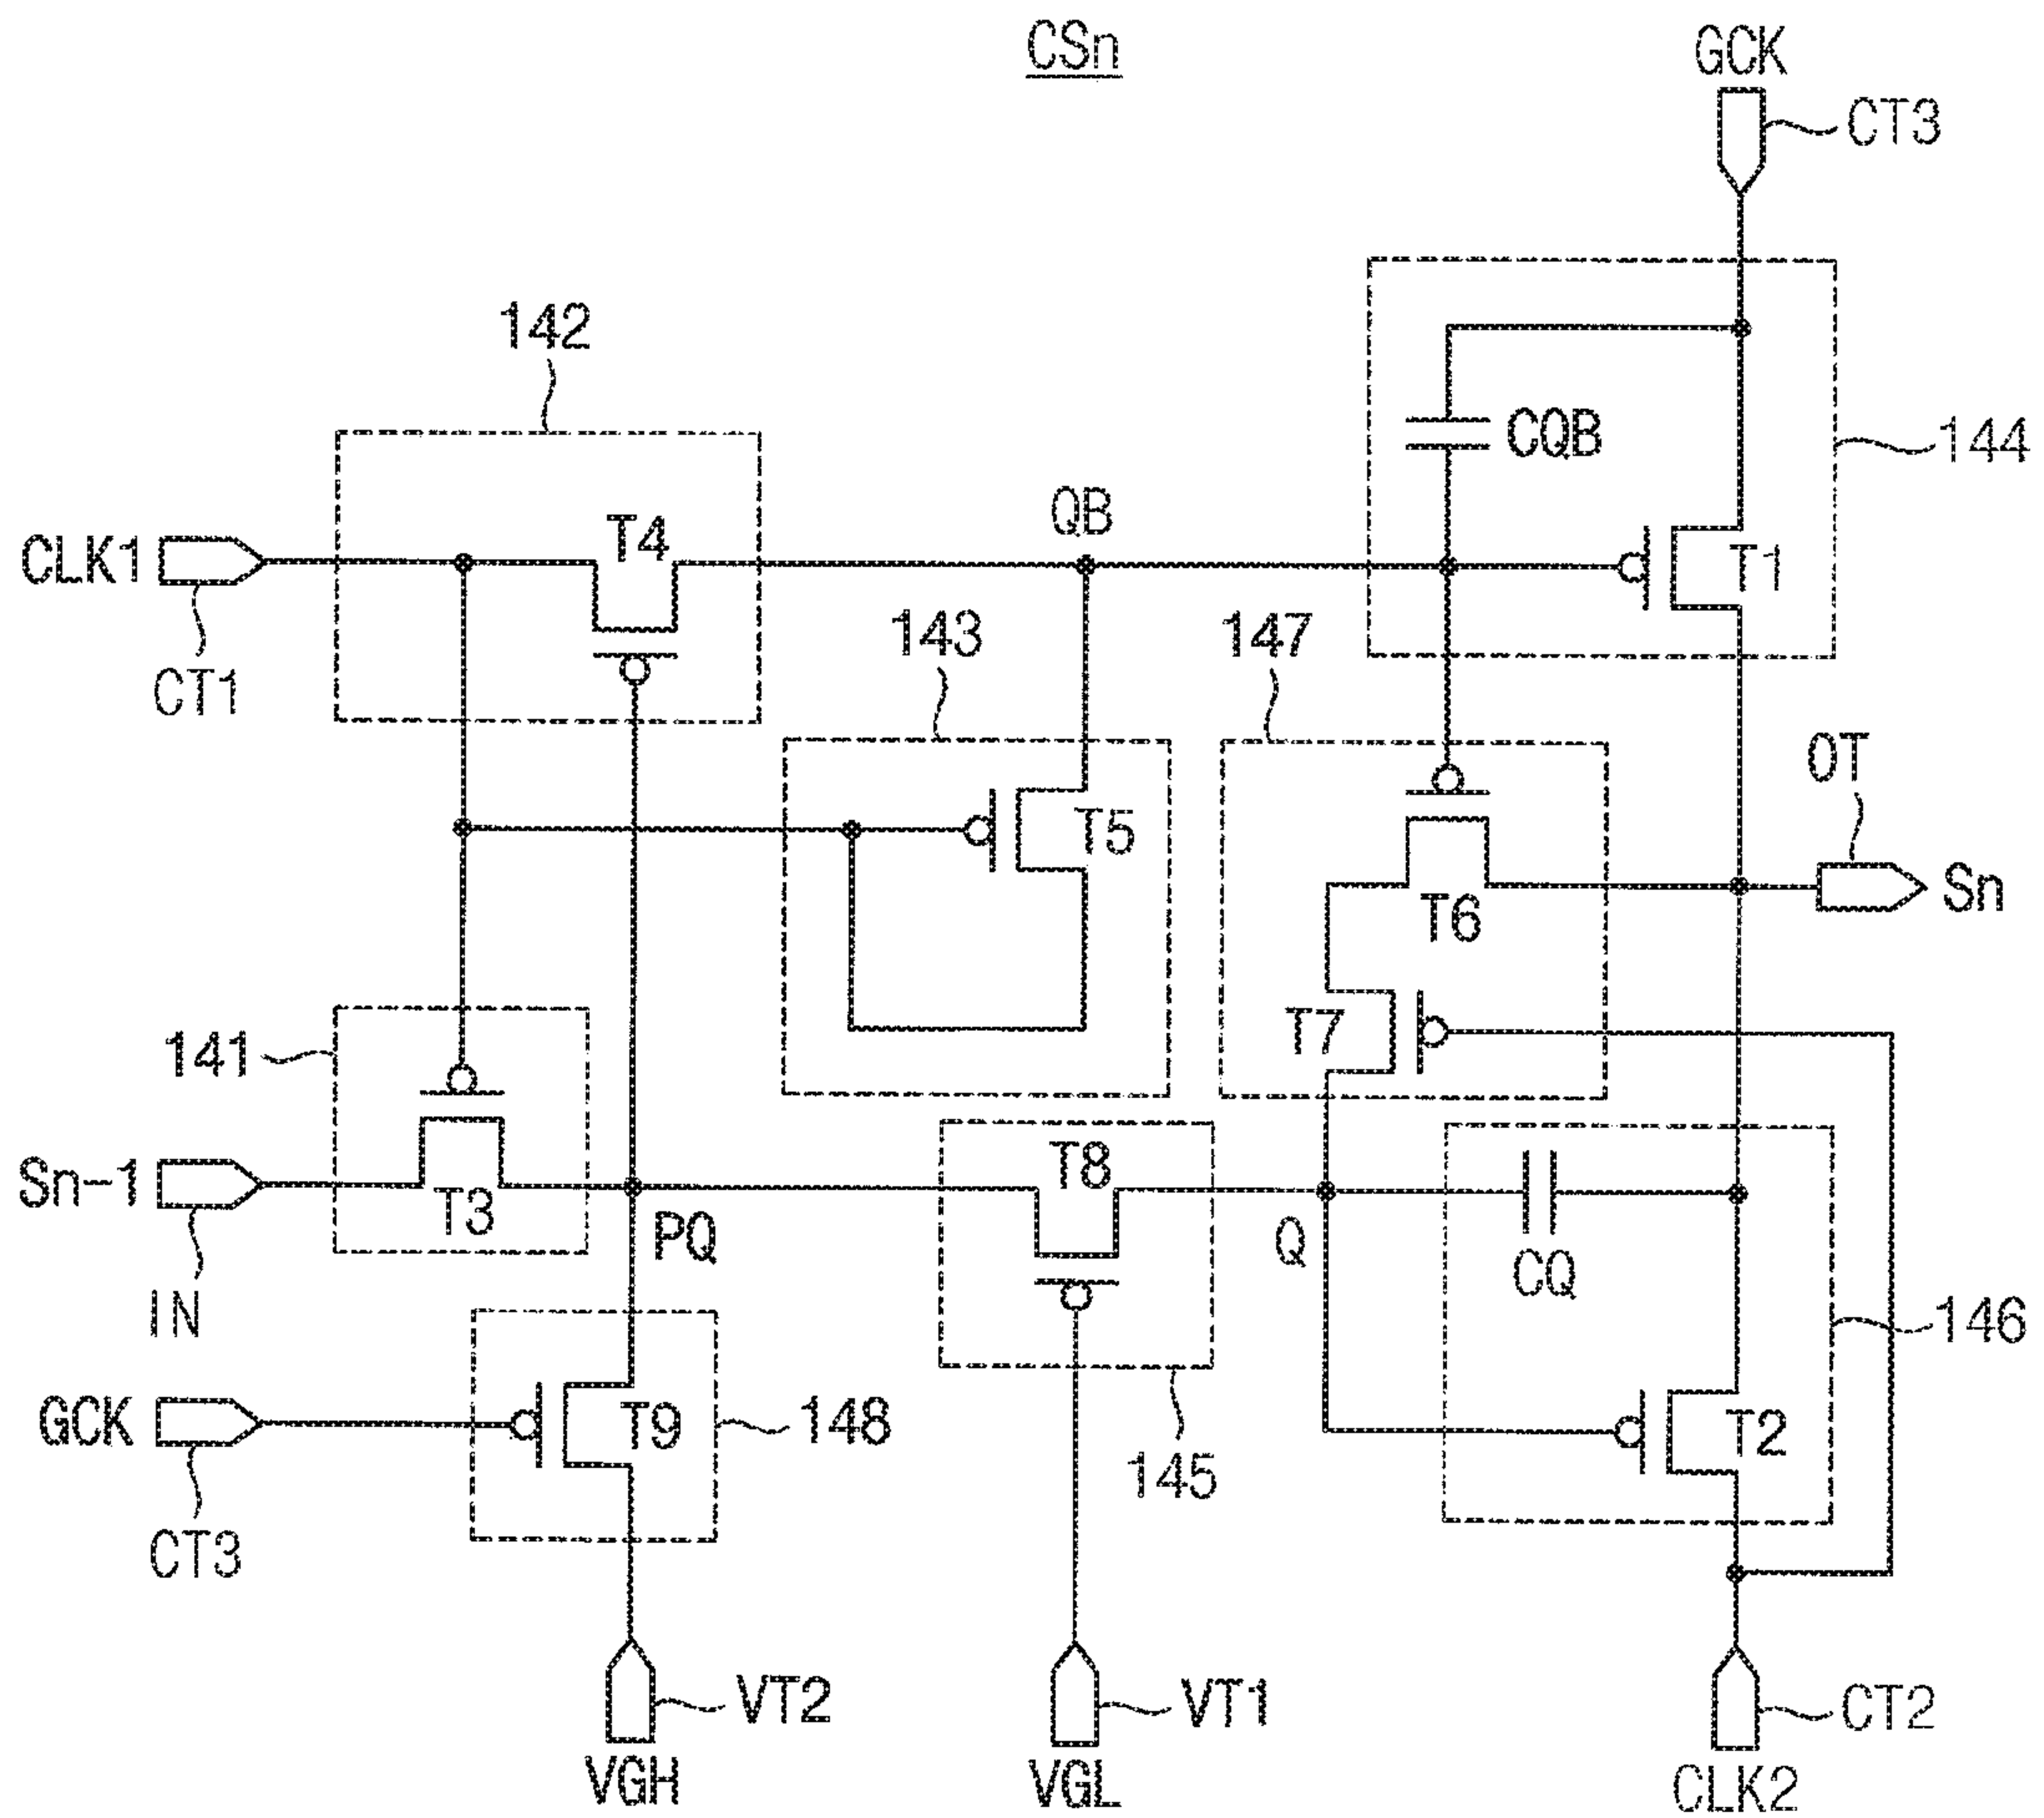 CSn
GCK
CT3
142
CQB
144
CLK1
T4
QB
T1
CT1
143
147
OT
T5
Sn
T6
141
T7
Sn-1
T3
PQ
T8
Q
CQ
IN
146
GCK
T9
148
T2
145
CT3
VT2
VT1
CT2
VGH
VGL
CLK2